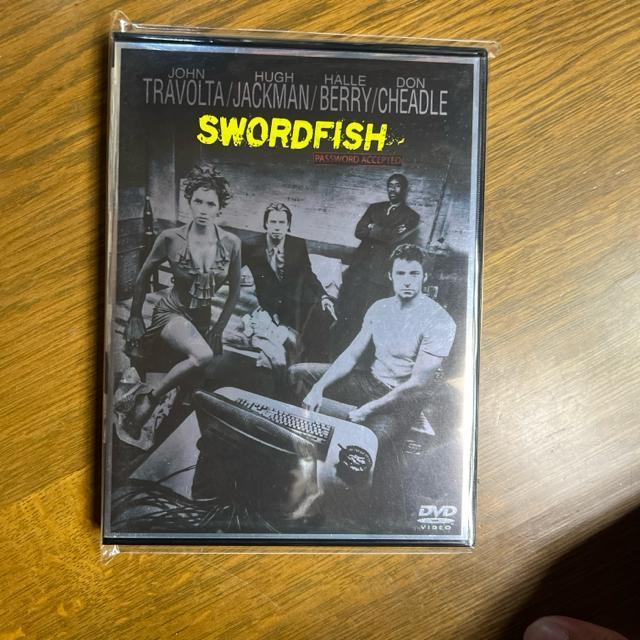 JOHN HUGH HALLE DON
TRAVOLTA/JACKMAN/BERRY/CHEADLE
SWORDFISH
PASSWORD ACCEPTED
DVD
VIDEO